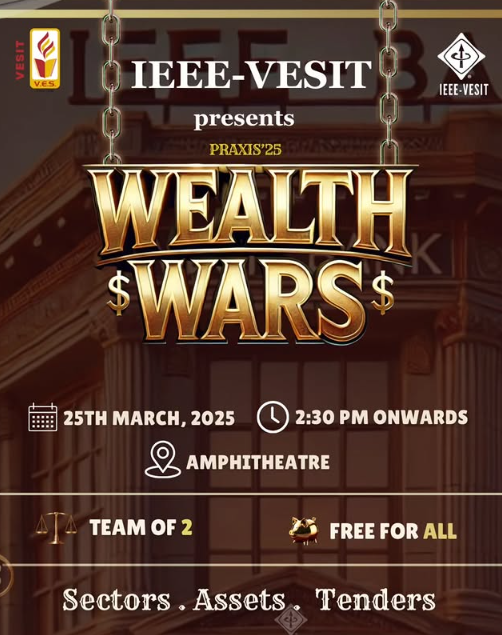 VESIT
V.E.S.
IEEE-VESIT
IEEE-VESIT
presents
PRAXIS'25
WEALTH
$WARS$
25TH MARCH, 2025
2:30 PM ONWARDS
AMPHITHEATRE
TEAM OF 2
FREE FOR ALL
Sectors . Assets . Tenders